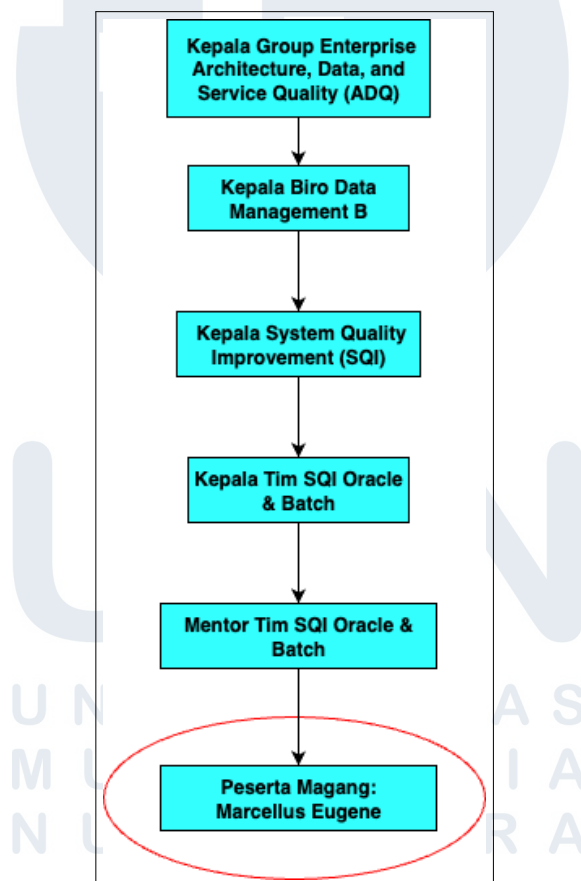 Kepala Group Enterprise
Architecture, Data, and
Service Quality (ADQ)
Kepala Biro Data
Management B
Kepala System Quality
Improvement (SQI)
Kepala Tim SQI Oracle
& Batch
Mentor Tim SQI Oracle &
Batch
Peserta Magang:
Marcellus Eugene